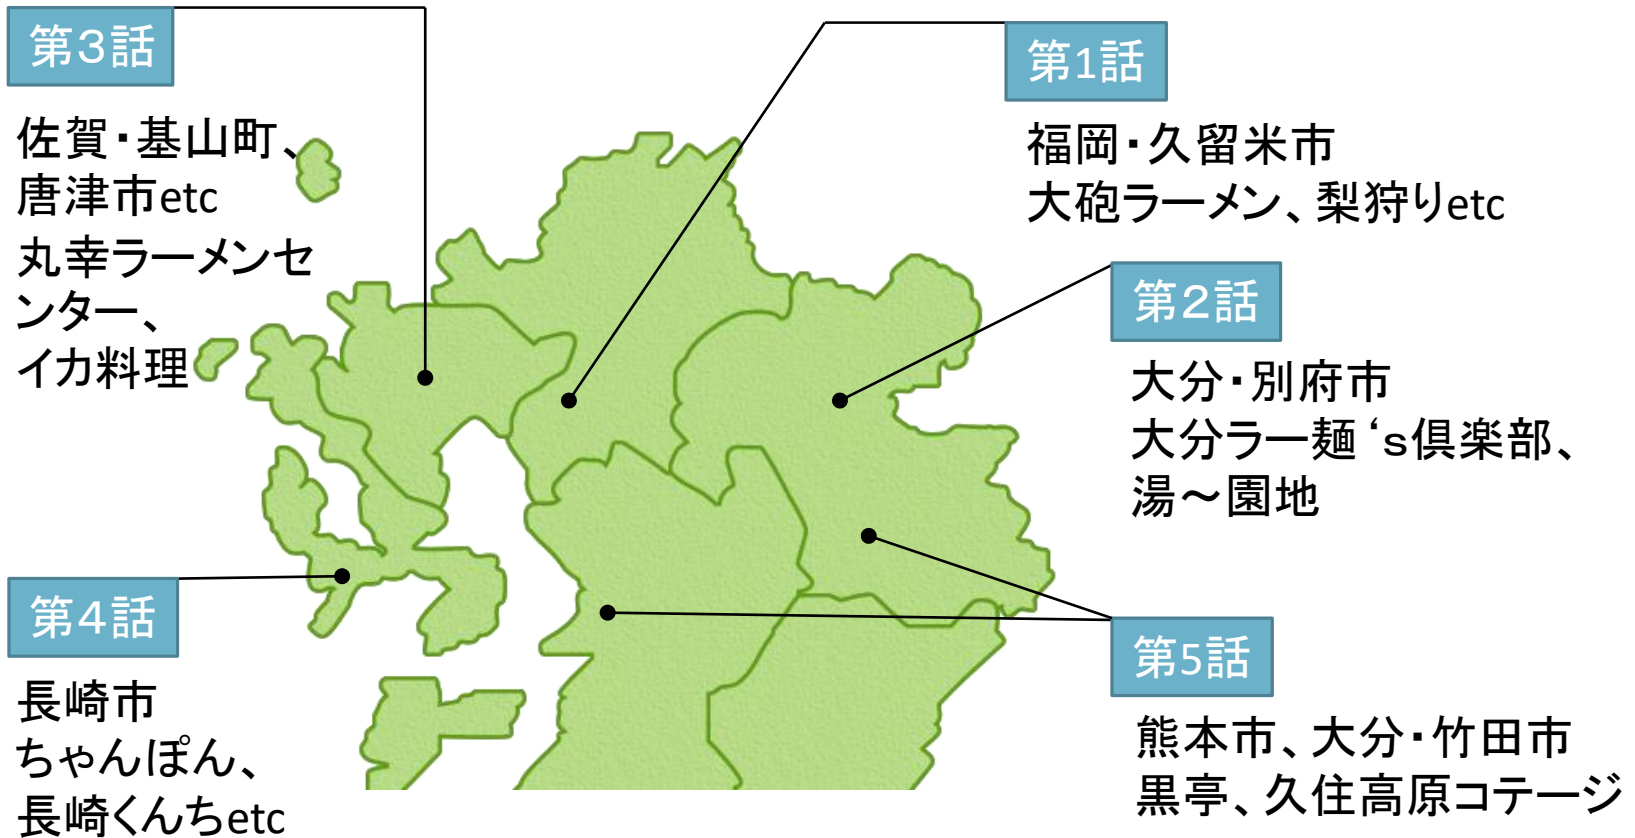 第３話
佐賀・基山町、
唐津市etc
丸幸ラーメンセ
ンター、
イカ料理
第1話
福岡・久留米市
大砲ラーメン、梨狩りetc
第２話
大分・別府市
大分ラー麺‘ｓ倶楽部、
湯～園地
第４話
長崎市
ちゃんぽん、
長崎くんちetc
第5話
熊本市、大分・竹田市
黒亭、久住高原コテージ